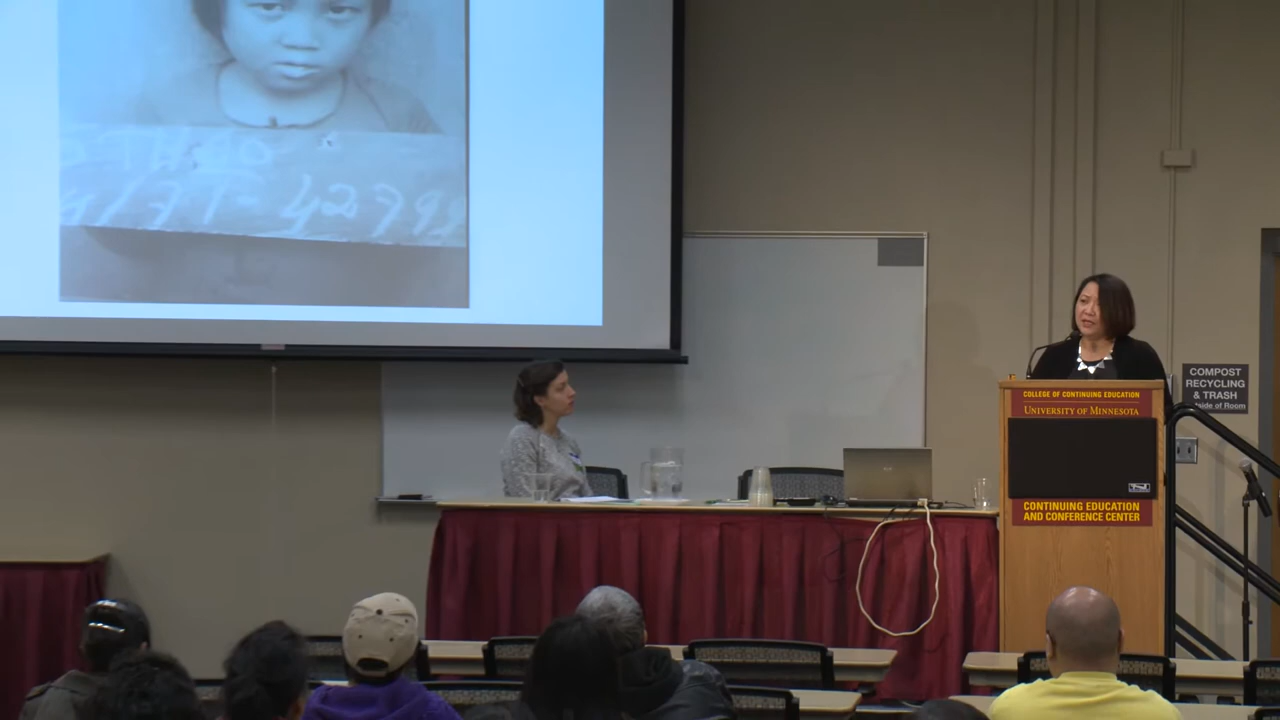 COMPOST
RECYCLING
& TRASH
COLLEGE OF CONTINUING EDUCATION
UNIVERSITY OF MINNESOTA
CONTINUING EDUCATION
AND CONFERENCE CENTER